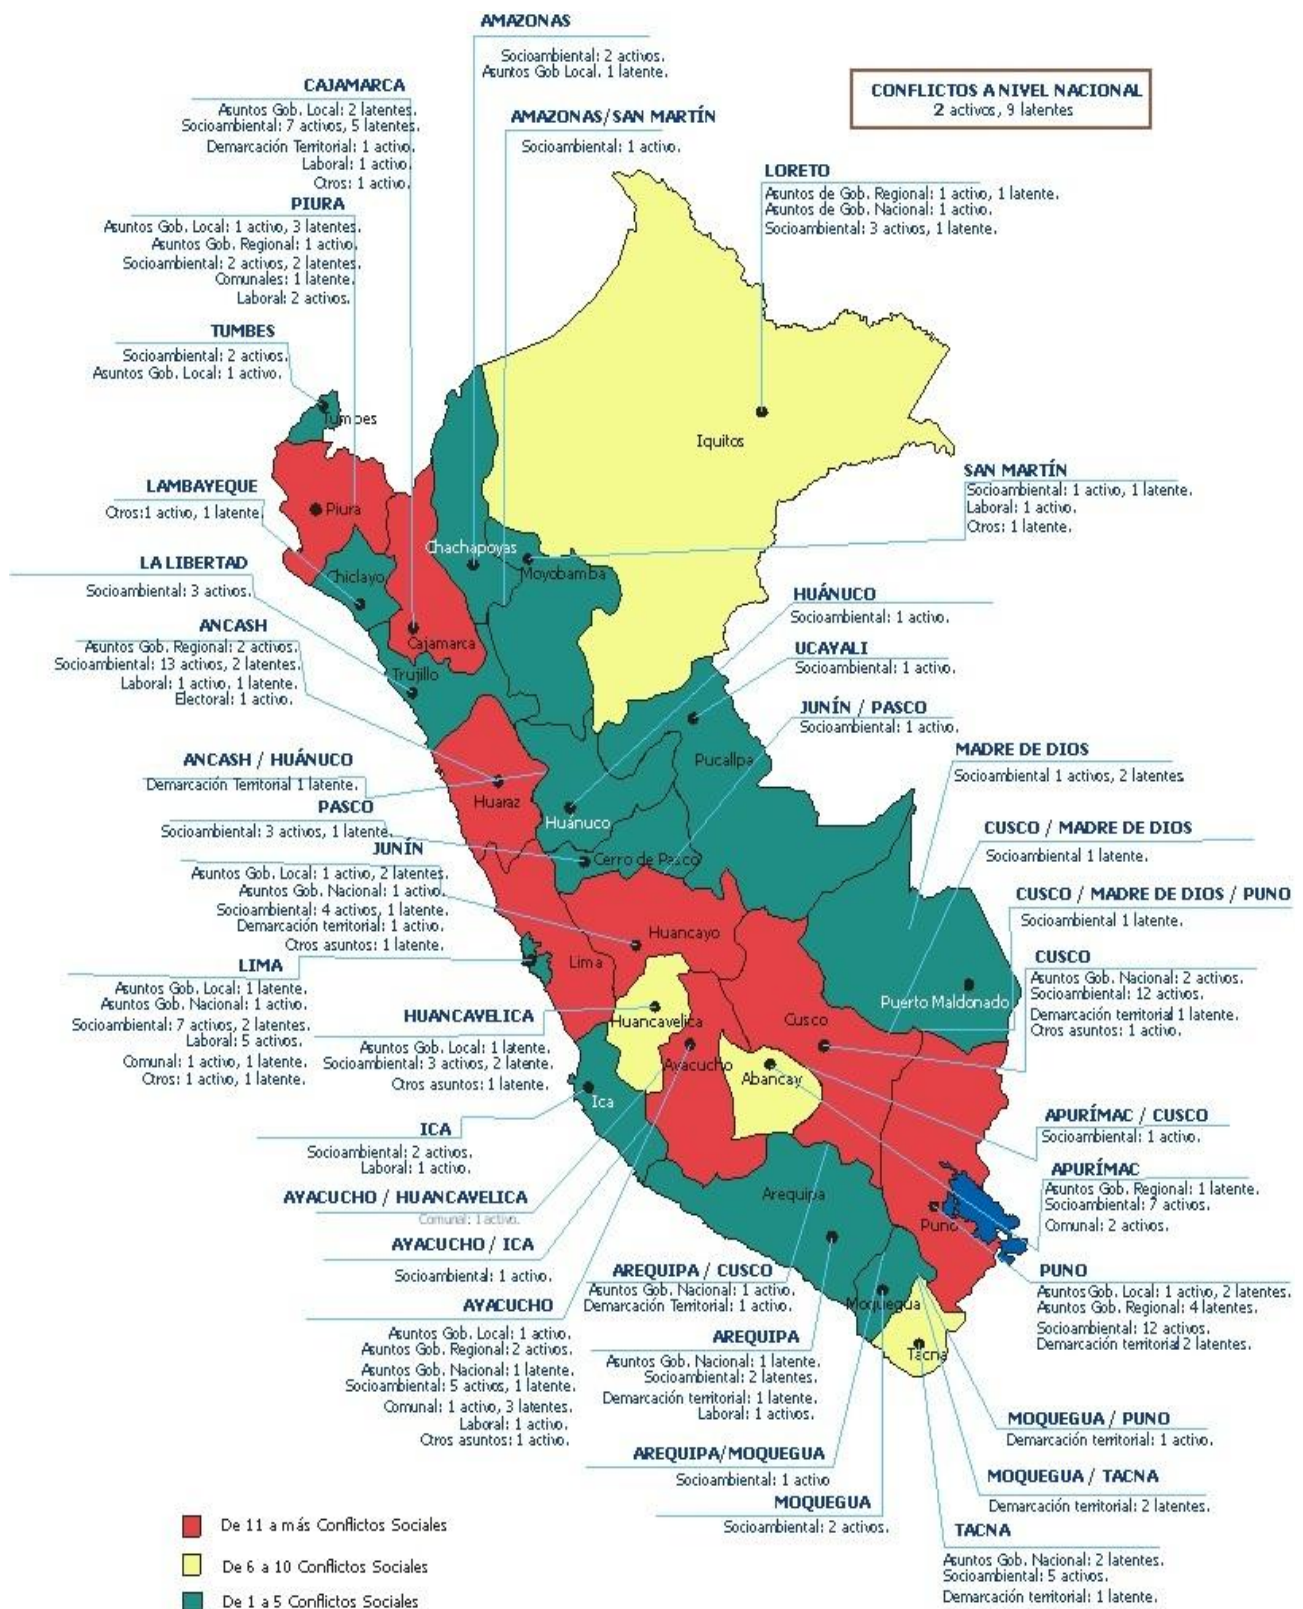 AMAZONAS
Socioambiental: 2 activos.
Asuntos Gob Local. 1 latente.
CAJAMARCA
Asuntos Gob. Local: 2 latentes.
Socioambiental: 7 activos, 5 latentes.
Demarcación Territorial: 1 activo.
Laboral: 1 activo.
Otros: 1 activo.
CONFLICTOS A NIVEL NACIONAL
2 activos, 9 latentes
AMAZONAS/SAN MARTÍN
Socioambiental: 1 activo.
LORETO
Asuntos de Gob. Regional: 1 activo, 1 latente.
Asuntos de Gob. Nacional: 1 activo.
Socioambiental: 3 activos, 1 latente.
PIURA
Asuntos Gob. Local: 1 activo, 3 latentes.
Asuntos Gob. Regional: 1 activo.
Socioambiental: 2 activos, 2 latentes.
Comunales: 1 latente.
Laboral: 2 activos.
TUMBES
Socioambiental: 2 activos.
Asuntos Gob. Local: 1 activo.
Tumbes
Iquitos
LAMBAYEQUE
Otros:1 activo, 1 latente
Piura
SAN MARTÍN
Socioambiental: 1 activo, 1 latente.
Laboral: 1 activo.
Otros: 1 latente.
Chachapoyas
Moyobamba
LA LIBERTAD
Socioambiental: 3 activos.
Chiclayo
HUÁNUCO
Socioambiental: 1 activo.
ANCASH
Asuntos Gob. Regional: 2 activos.
Socioambiental: 13 activos, 2 latentes.
Laboral: 1 activo, 1 latente.
Electoral: 1 activo.
Cajamarca
Trujillo
UCAYALI
Socioambiental: 1 activo.
JUNÍN / PASCO
Socioambiental: 1 activo.
ANCASH / HUÁNUCO
Demarcación Territorial 1 latente.
Pucallpa
MADRE DE DIOS
Socioambiental 1 activos, 2 latentes.
Huaraz
PASCO
Socioambiental: 3 activos, 1 latente.
Huánuco
CUSCO / MADRE DE DIOS
Socioambiental 1 latente.
JUNÍN
Asuntos Gob. Local: 1 activo, 2 latentes.
Asuntos Gob. Nacional: 1 activo.
Socioambiental: 4 activos, 1 latente.
Demarcación territorial: 1 activo.
Otros asuntos: 1 latente.
Cerro de Pasco
CUSCO / MADRE DE DIOS / PUNO
Socioambiental 1 latente.
Huancayo
LIMA
Asuntos Gob. Local: 1 latente.
Asuntos Gob. Nacional: 1 activo.
Socioambiental: 7 activos, 2 latentes.
Laboral: 5 activos.
Comunal: 1 activo, 1 latente.
Otros: 1 activo, 1 latente.
Lima
CUSCO
Asuntos Gob. Nacional: 2 activos.
Socioambiental: 12 activos.
Demarcación territorial 1 latente.
Otros asuntos: 1 activo.
Puerto Maldonado
HUANCAVELICA
Asuntos Gob. Local: 1 latente.
Socioambiental: 3 activos, 2 latente.
Otros asuntos: 1 latente.
Huancavelica
Cusco
Ayacucho
Abancay
Ica
ICA
Socioambiental: 2 activos.
Laboral: 1 activo.
APURÍMAC / CUSCO
Socioambiental: 1 activo.
APURÍMAC
Asuntos Gob. Regional: 1 latente.
Socioambiental: 7 activos.
Comunal: 2 activos.
AYACUCHO / HUANCAVELICA
Comunal: 1 activo.
Arequipa
Puno
AYACUCHO / ICA
Socioambiental: 1 activo.
AREQUIPA / CUSCO
Asuntos Gob. Nacional: 1 activo.
Demarcación Territorial: 1 activo.
PUNO
Asuntos Gob. Local: 1 activo, 2 latentes.
Asuntos Gob. Regional: 4 latentes.
Socioambiental: 12 activos.
Demarcación territorial 2 latentes.
AYACUCHO
Asuntos Gob. Local: 1 activo.
Asuntos Gob. Regional: 2 activos.
Asuntos Gob. Nacional: 1 latente.
Socioambiental: 5 activos, 1 latente.
Comunal: 1 activo, 3 latentes.
Laboral: 1 activo.
Otros asuntos: 1 activo.
Moquegua
Tacna
AREQUIPA
Asuntos Gob. Nacional: 1 latente.
Socioambiental: 2 latentes.
Demarcación territorial: 1 latente.
Laboral: 1 activos.
MOQUEGUA / PUNO
Demarcación territorial: 1 activo.
AREQUIPA/MOQUEGUA
Socioambiental: 1 activo
MOQUEGUA / TACNA
Demarcación territorial: 2 latentes.
MOQUEGUA
Socioambiental: 2 activos.
TACNA
Asuntos Gob. Nacional: 2 latentes.
Socioambiental: 5 activos.
Demarcación territorial: 1 latente.
De 11 a más Conflictos Sociales
De 6 a 10 Conflictos Sociales
De 1 a 5 Conflictos Sociales